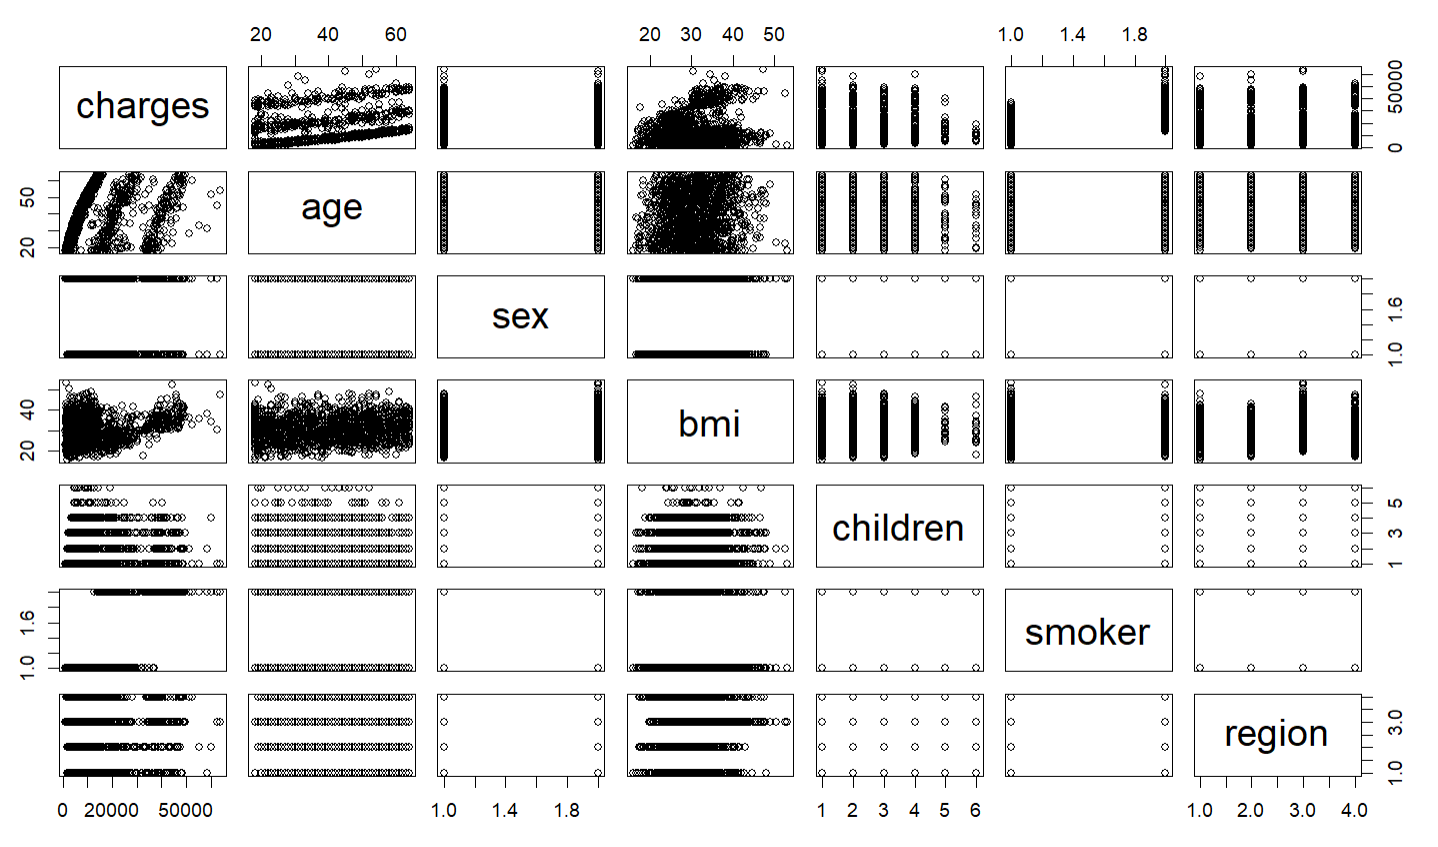 20 40 60 20 30 40 50 1.0 1.4 1.8
charges 0 50000
20 50 age
sex 1.0 1.6
20 40 bmi
children 1 3 5
1.0 1.6 smoker
region 1.0 3.0
0 20000 50000 1.0 1.4 1.8 1 2 3 4 5 6 1.0 2.0 3.0 4.0